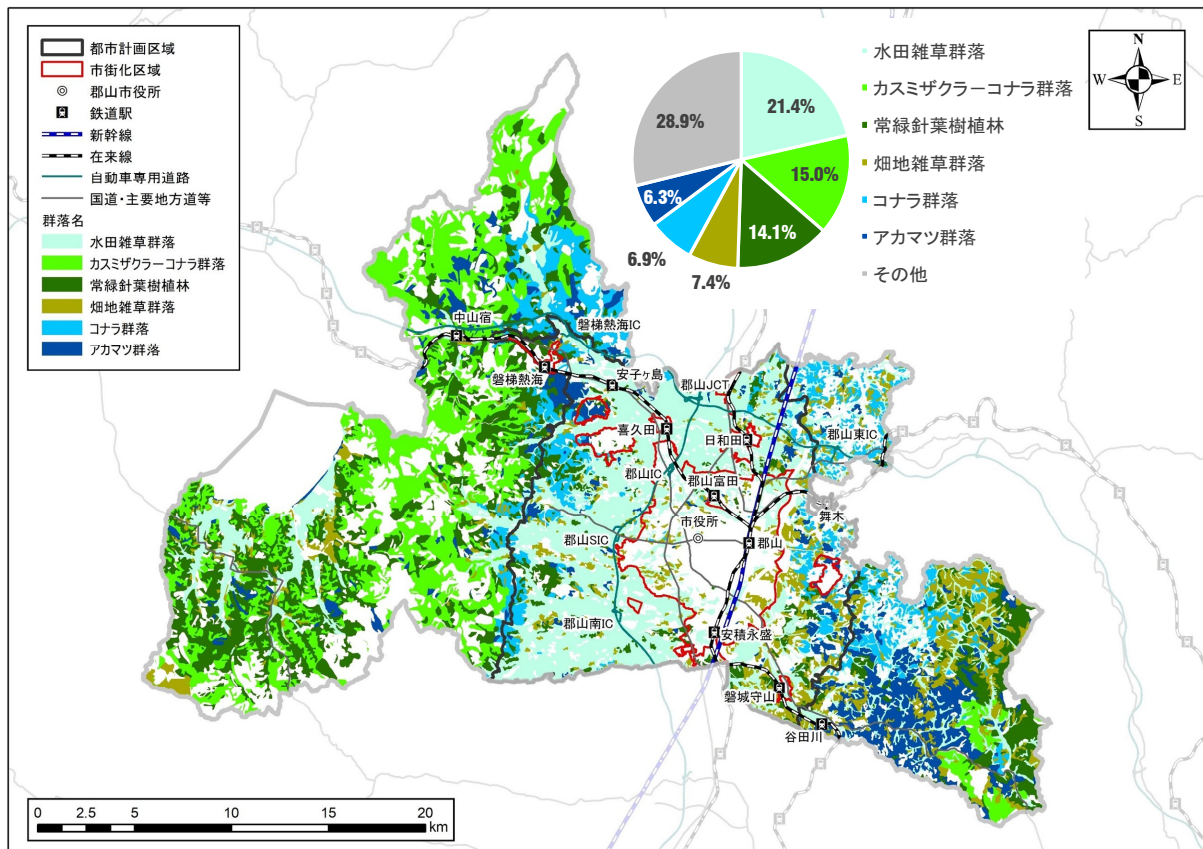 都市計画区域
市街化区域
郡山市役所
鉄道駅
新幹線
在来線
自動車専用道路
国道・主要地方道等
群落名
水田雑草群落
カスミザクラーコナラ群落
常緑針葉樹植林
畑地雑草群落
コナラ群落
アカマツ群落
21.4%
15.0%
14.1%
7.4%
6.9%
6.3%
28.9%
水田雑草群落
カスミザクラーコナラ群落
常緑針葉樹植林
畑地雑草群落
コナラ群落
アカマツ群落
その他
N
W
E
S
中山宿
磐梯熱海IC
磐梯熱海
安子ヶ島
郡山JCT
喜久田
日和田
郡山東IC
郡山IC
郡山富田
舞木
市役所
郡山SIC
郡山
郡山南IC
安積永盛
磐城守山
谷田川
0 2.5 5 10 15 20
km